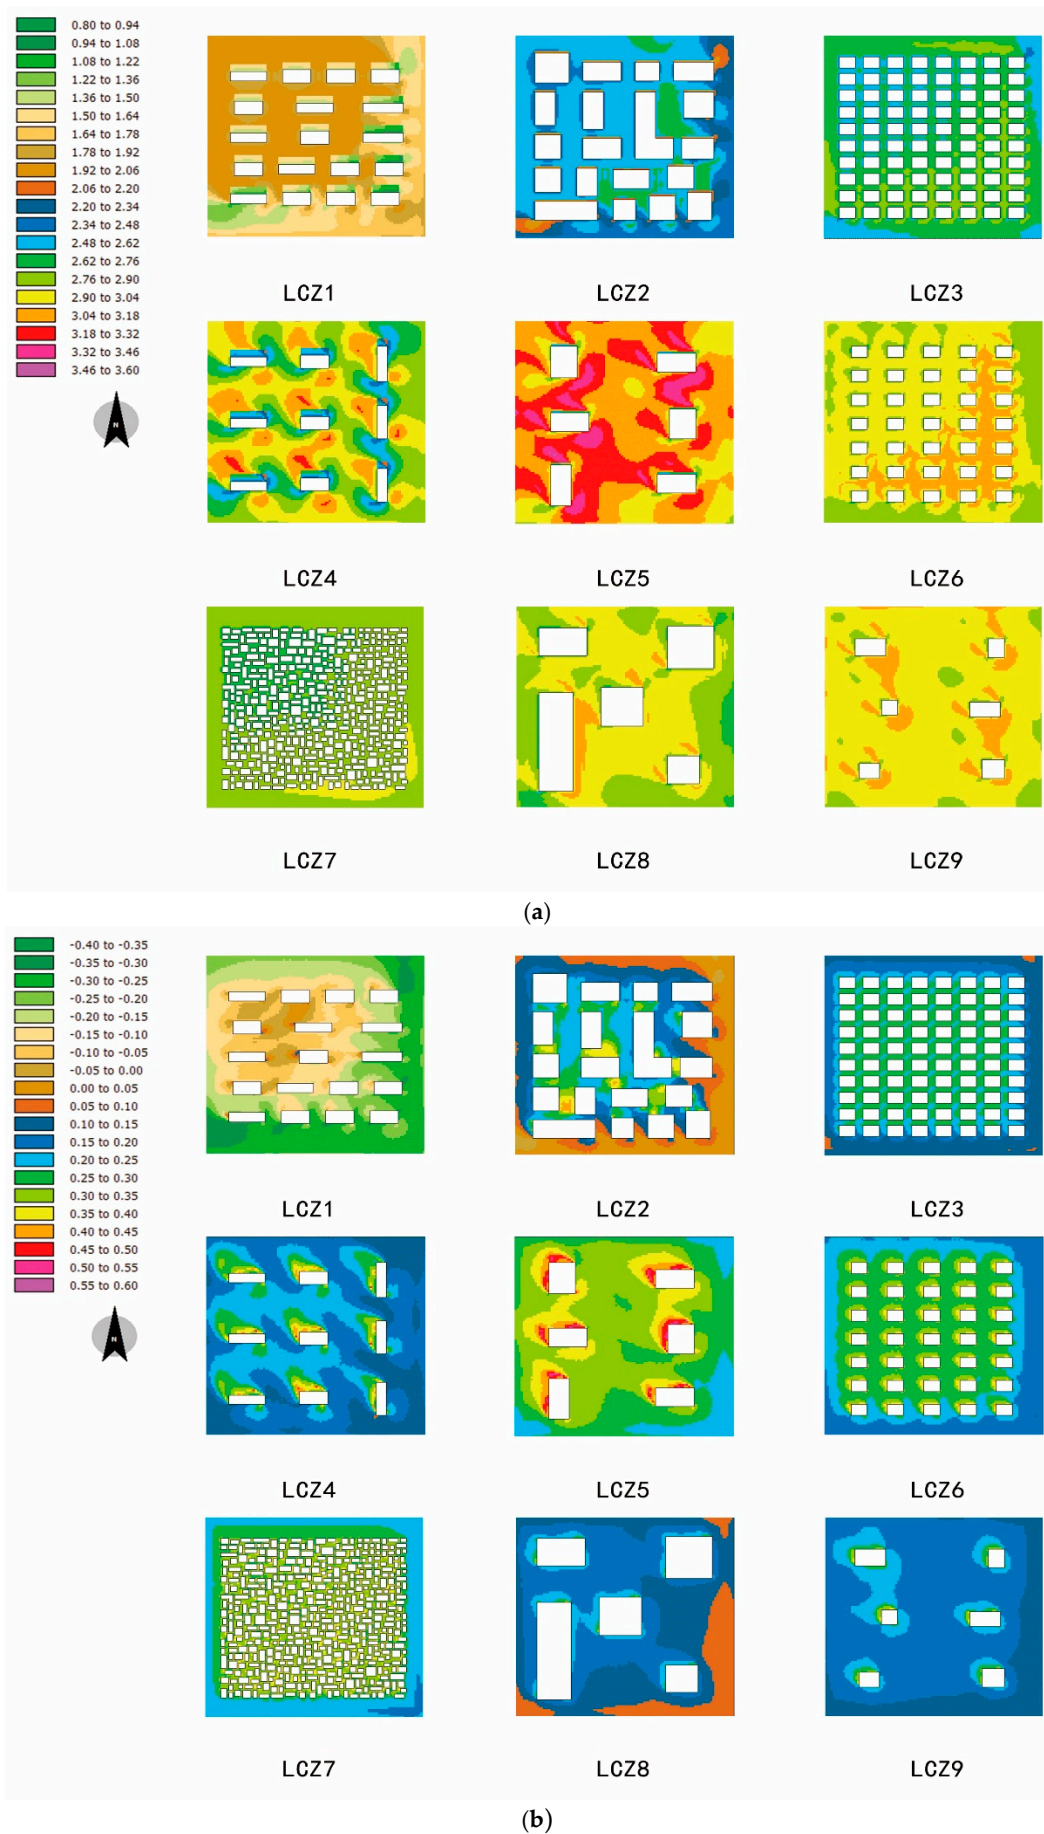 0.80 to 0.94
0.94 to 1.08
1.08 to 1.22
1.22 to 1.36
1.36 to 1.50
1.50 to 1.64
1.64 to 1.78
1.78 to 1.92
1.92 to 2.06
2.06 to 2.20
2.20 to 2.34
2.34 to 2.48
2.48 to 2.62
2.62 to 2.76
2.76 to 2.90
2.90 to 3.04
3.04 to 3.18
3.18 to 3.32
3.32 to 3.46
3.46 to 3.60
N
LCZ1 LCZ2 LCZ3
LCZ4 LCZ5 LCZ6
LCZ7 LCZ8 LCZ9
(a)
-0.40 to -0.35
-0.35 to -0.30
-0.30 to -0.25
-0.25 to -0.20
-0.20 to -0.15
-0.15 to -0.10
-0.10 to -0.05
-0.05 to 0.00
0.00 to 0.05
0.05 to 0.10
0.10 to 0.15
0.15 to 0.20
0.20 to 0.25
0.25 to 0.30
0.30 to 0.35
0.35 to 0.40
0.40 to 0.45
0.45 to 0.50
0.50 to 0.55
0.55 to 0.60
N
LCZ1 LCZ2 LCZ3
LCZ4 LCZ5 LCZ6
LCZ7 LCZ8 LCZ9
(b)